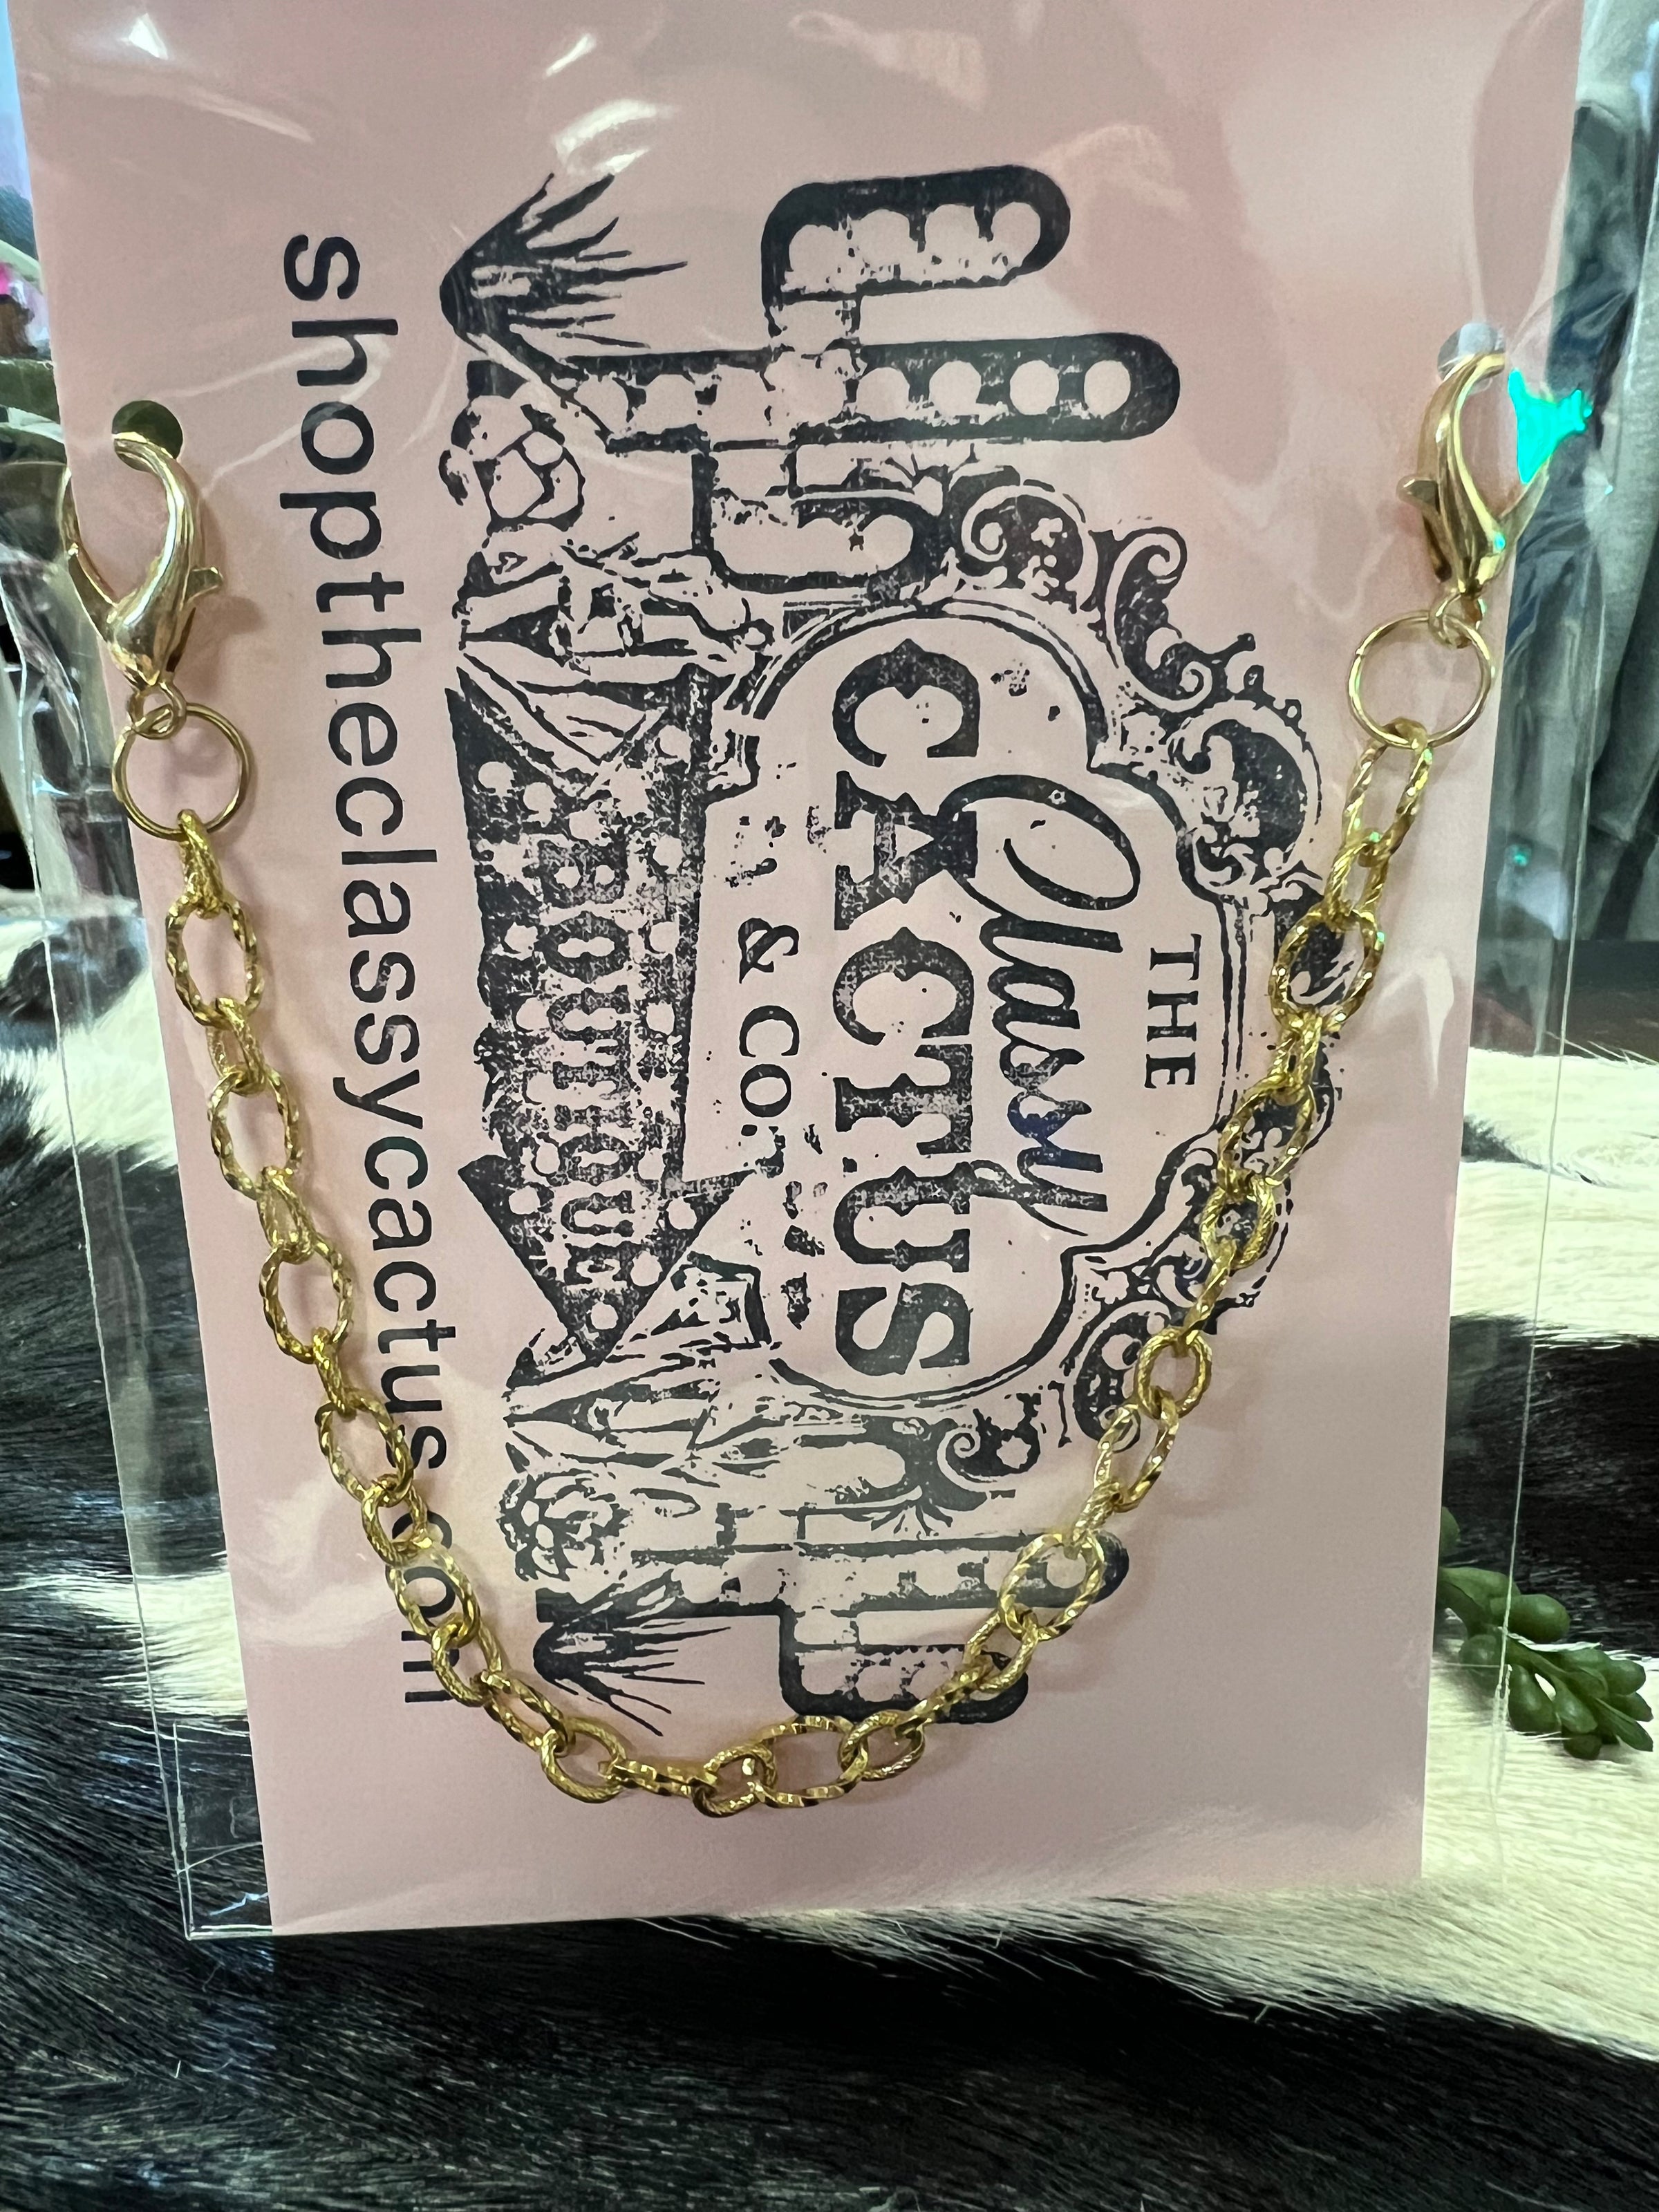 THE
Classy
CACTUS
& CO.
BOUTIQUE
shoptheclassycactus.com